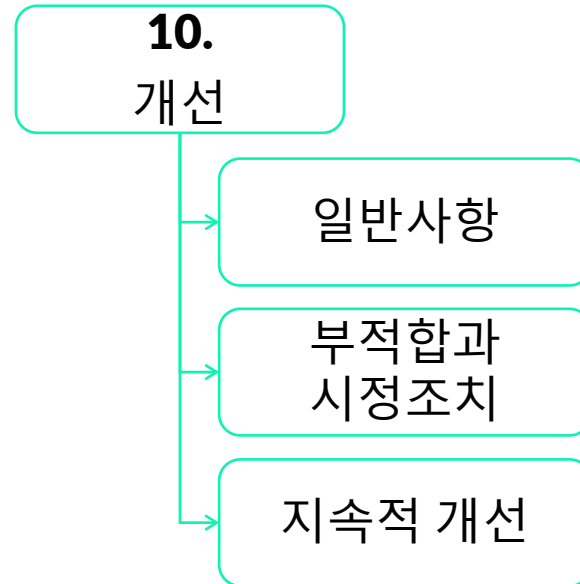 10.
개선
일반사항
부적합과
시정조치
지속적 개선